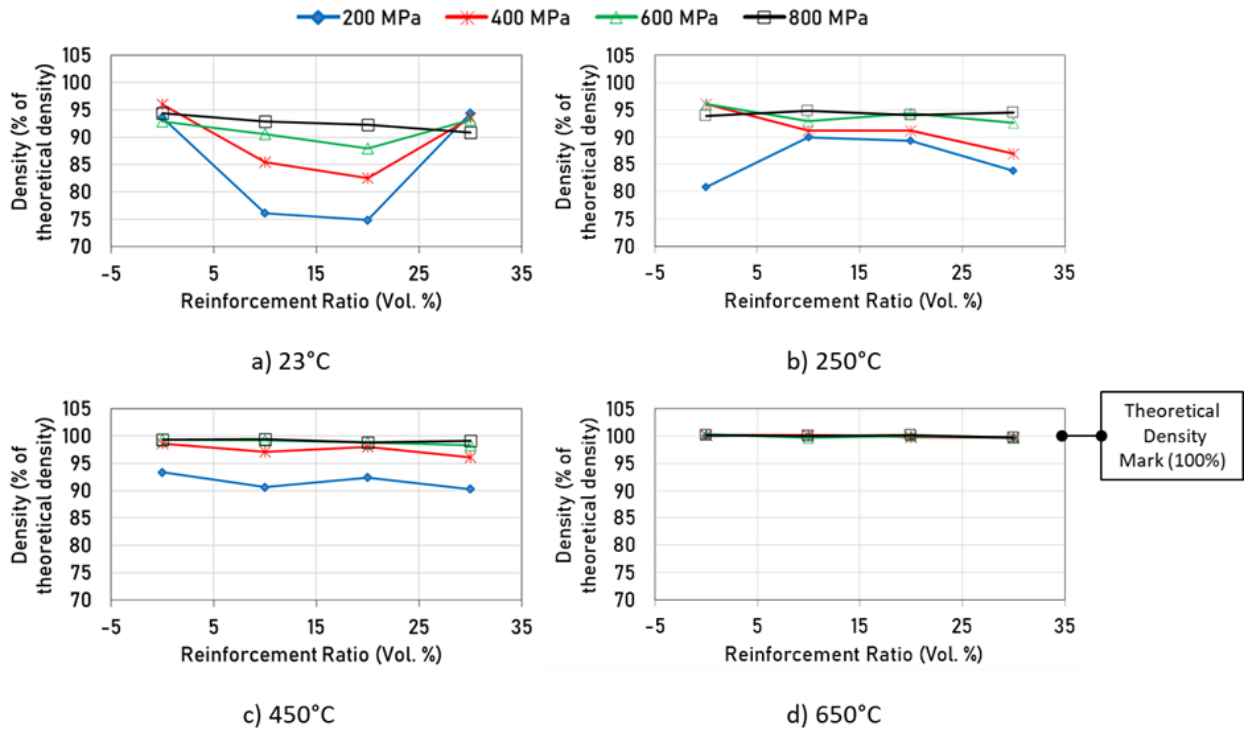 200 MPa 400 MPa 600 MPa 800 MPa
Density (% of
theoretical density)
105
100
95
90
85
80
75
70
-5 5 15 25 35
Reinforcement Ratio (Vol. %)
a) 23°C
Density (% of
theoretical density)
105
100
95
90
85
80
75
70
-5 5 15 25 35
Reinforcement Ratio (Vol. %)
b) 250°C
Density (% of
theoretical density)
105
100
95
90
85
80
75
70
-5 5 15 25 35
Reinforcement Ratio (Vol. %)
c) 450°C
Density (% of
theoretical density)
105
100
95
90
85
80
75
70
-5 5 15 25 35
Reinforcement Ratio (Vol. %)
d) 650°C
Theoretical
Density
Mark (100%)